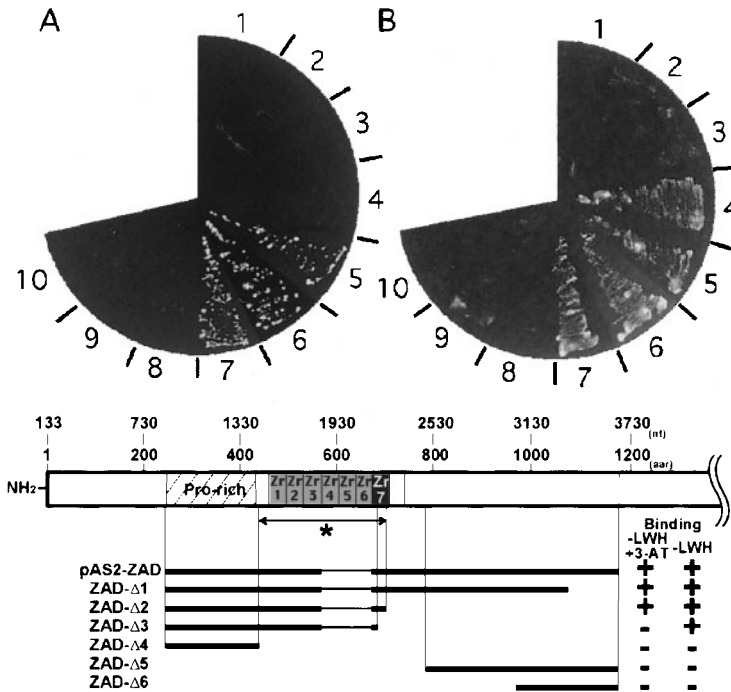 A
B
1
2
3
4
5
6
7
8
9
10
1
2
3
4
5
6
7
8
9
10
133 730 1330 1930 2530 3130 3730 (nt)
1 200 400 600 800 1000 1200 (aar)
NH2 Pro-rich Zr 1 Zr 2 Zr 3 Zr 4 Zr 5 Zr 6 Zr 7
*
Binding
-LWH +3-AT -LWH
pAS2-ZAD + +
ZAD-Δ1 + +
ZAD-Δ2 + +
ZAD-Δ3 - +
ZAD-Δ4 - -
ZAD-Δ5 - -
ZAD-Δ6 - -